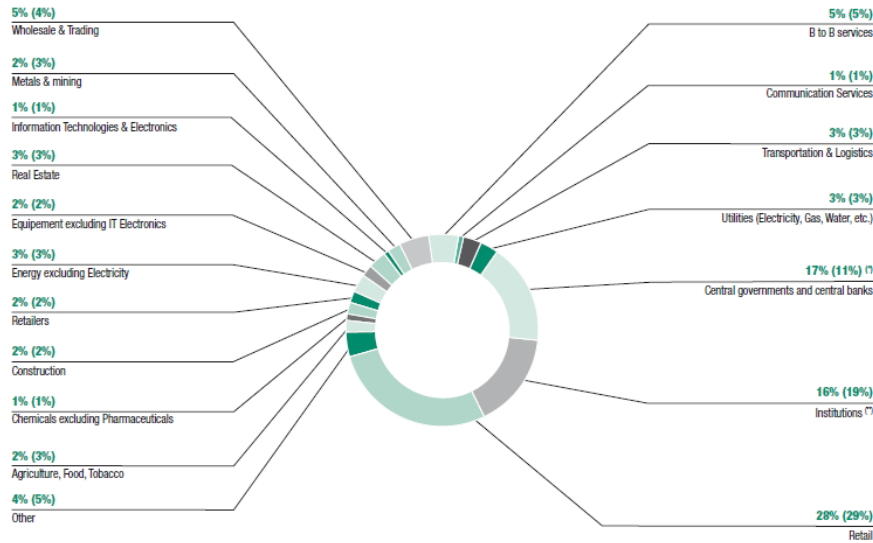 5% (4%)
Wholesale & Trading
2% (3%)
Metals & mining
1% (1%)
Information Technologies & Electronics
3% (3%)
Real Estate
2% (2%)
Equipement excluding IT Electronics
3% (3%)
Energy excluding Electricity
2% (2%)
Retailers
2% (2%)
Construction
1% (1%)
Chemicals excluding Pharmaceuticals
2% (3%)
Agriculture, Food, Tobacco
4% (5%)
Other
5% (5%)
B to B services
1% (1%)
Communication Services
3% (3%)
Transportation & Logistics
3% (3%)
Utilities (Electricity, Gas, Water, etc.)
17% (11%) (*)
Central governments and central banks
16% (19%)
Institutions (**)
28% (29%)
Retail